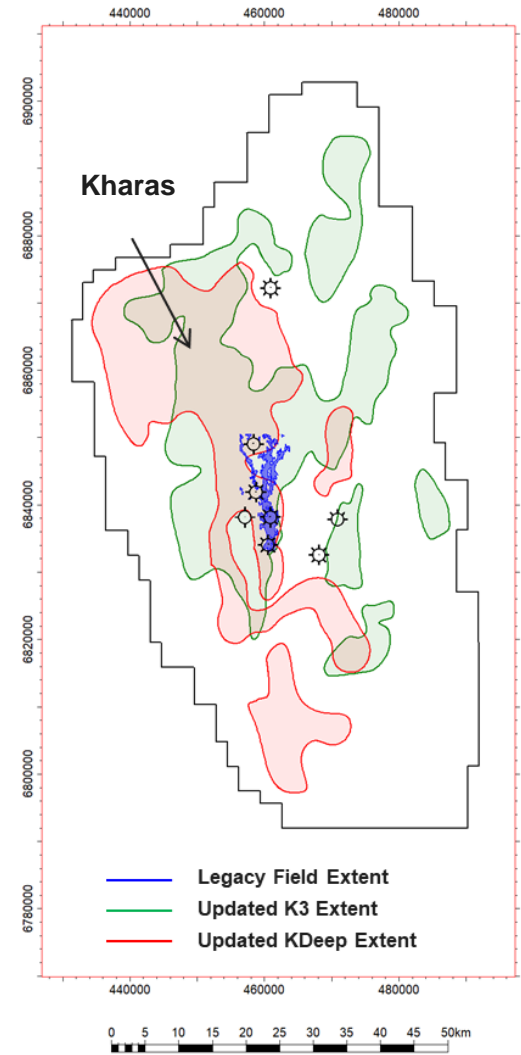 440000 460000 480000
6900000
6880000
6860000
6840000
6820000
6800000
6780000
Kharas
Legacy Field Extent
Updated K3 Extent
Updated KDeep Extent
440000 460000 480000
0 5 10 15 20 25 30 35 40 45 50km